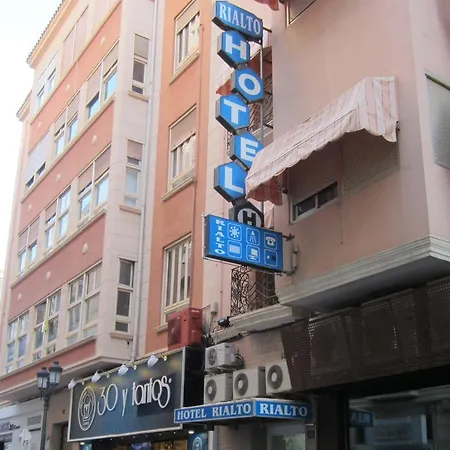 RIALTO
HOTEL
H
RIALTO
30 y tantos
HOTEL RIALTO RIALTO